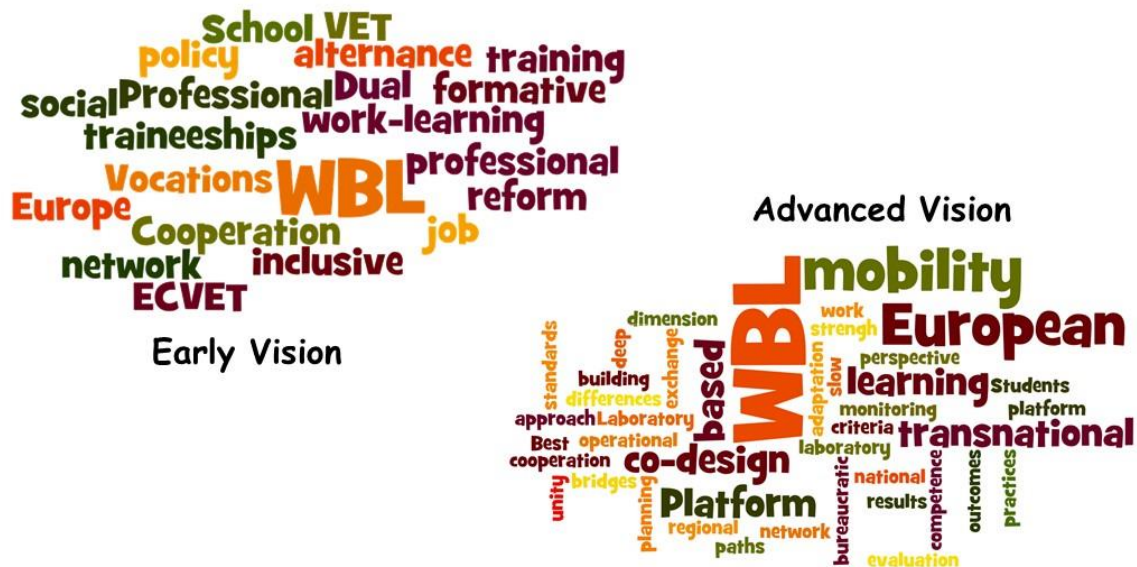 School VET
policy alternance training
social Professional Dual formative
traineeships work-learning
Vocations WBL professional
Europe reform
Cooperation job
network inclusive
ECVET
Early Vision
Advanced Vision
WBL mobility
dimension work
standards deep exchange based strengh European
building adaptation slow perspective
differences learning Students
approach Laboratory monitoring platform
Best operational criteria transnational
cooperation co-design laboratory
unity bridges planning Platform bureaucratic national competence outcomes practices
regional network results
paths
evaluation